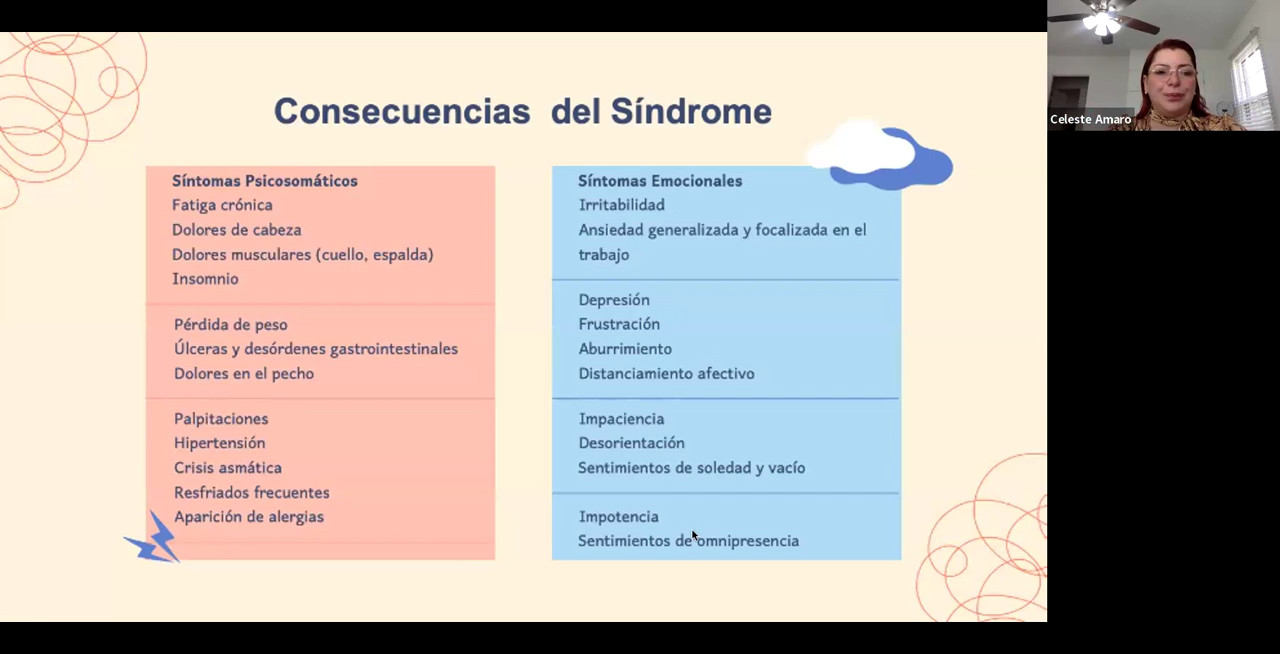 Consecuencias del Síndrome
Síntomas Psicosomáticos
Fatiga crónica
Dolores de cabeza
Dolores musculares (cuello, espalda)
Insomnio
Pérdida de peso
Úlceras y desórdenes gastrointestinales
Dolores en el pecho
Palpitaciones
Hipertensión
Crisis asmática
Resfriados frecuentes
Aparición de alergias
Síntomas Emocionales
Irritabilidad
Ansiedad generalizada y focalizada en el
trabajo
Depresión
Frustración
Aburrimiento
Distanciamiento afectivo
Impaciencia
Desorientación
Sentimientos de soledad y vacío
Impotencia
Sentimientos de omnipresencia
Celeste Amaro